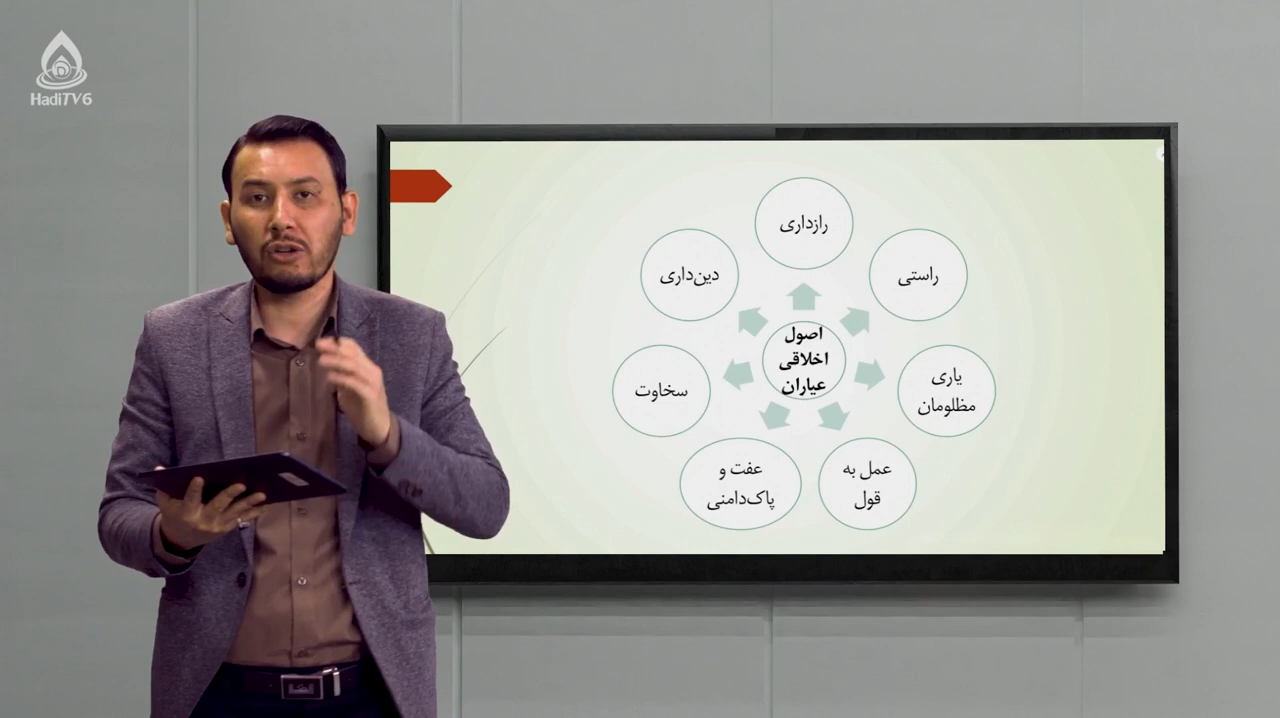 HadiTV6
رازداری
راستی
دین‌داری
اصول
اخلاقی
عیاران
یاری
مظلومان
سخاوت
عمل به
قول
عفت و
پاک‌دامنی